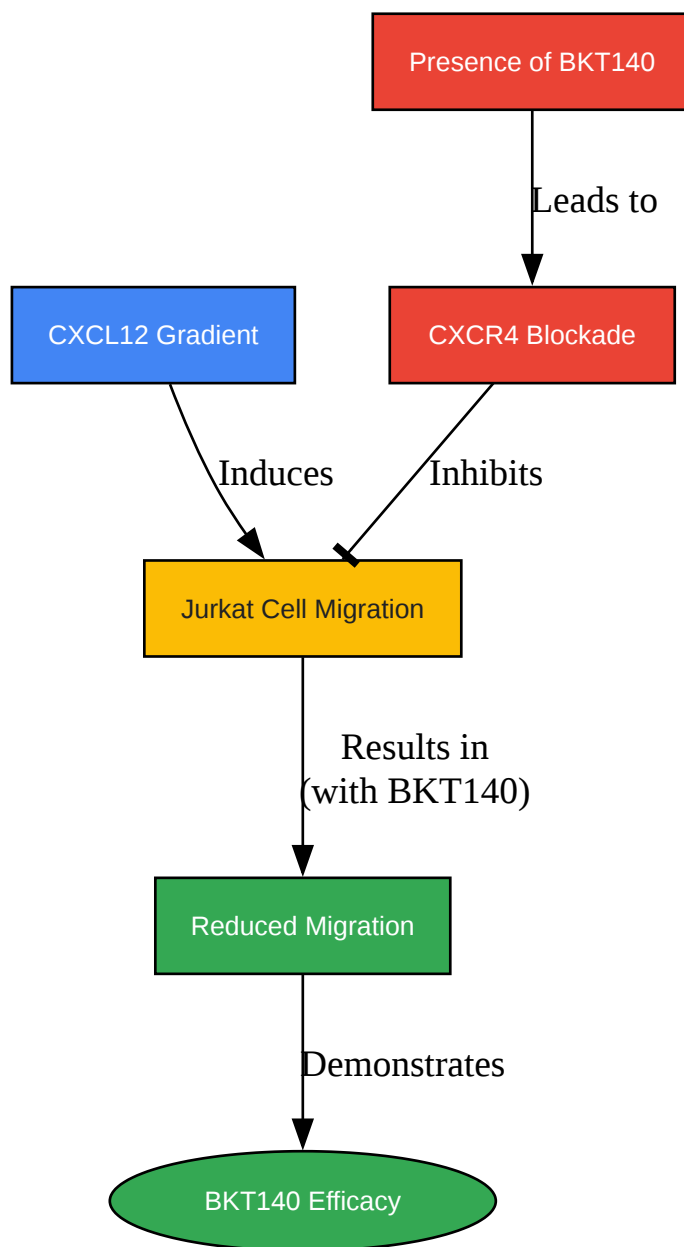 Presence of BKT140
Leads to
CXCL12 Gradient
CXCR4 Blockade
Induces
Inhibits
Jurkat Cell Migration
Results in
(with BKT140)
Reduced Migration
Demonstrates
BKT140 Efficacy